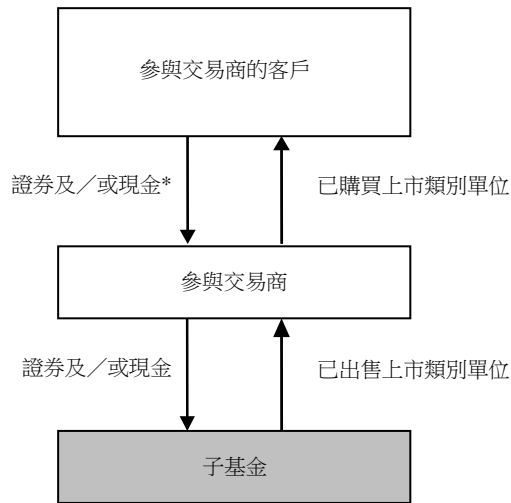 參與交易商的客戶
證券及／或現金*
已購買上市類別單位
參與交易商
證券及／或現金
已出售上市類別單位
子基金